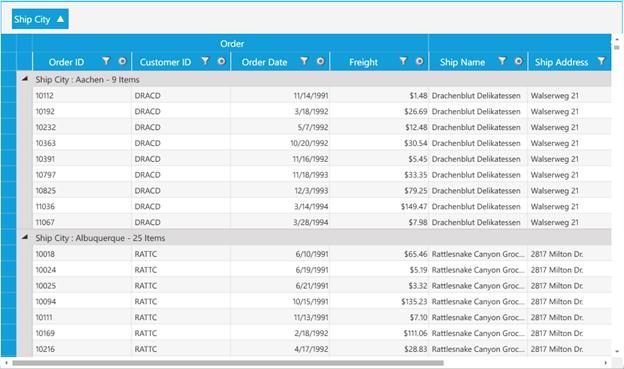 Ship City
Order
Order ID Customer ID Order Date Freight Ship Name Ship Address
Ship City : Aachen - 9 Items
10112 DRACD 11/14/1991 $1.48 Drachenblut Delikatessen Walserweg 21
10192 DRACD 3/18/1992 $26.69 Drachenblut Delikatessen Walserweg 21
10232 DRACD 5/7/1992 $12.48 Drachenblut Delikatessen Walserweg 21
10363 DRACD 10/20/1992 $30.54 Drachenblut Delikatessen Walserweg 21
10391 DRACD 11/16/1992 $5.45 Drachenblut Delikatessen Walserweg 21
10797 DRACD 11/18/1993 $33.35 Drachenblut Delikatessen Walserweg 21
10825 DRACD 12/3/1993 $79.25 Drachenblut Delikatessen Walserweg 21
11036 DRACD 3/14/1994 $149.47 Drachenblut Delikatessen Walserweg 21
11067 DRACD 3/28/1994 $7.98 Drachenblut Delikatessen Walserweg 21
Ship City : Albuquerque - 25 Items
10018 RATTC 6/10/1991 $65.46 Rattlesnake Canyon Groc... 2817 Milton Dr.
10024 RATTC 6/19/1991 $5.19 Rattlesnake Canyon Groc... 2817 Milton Dr.
10025 RATTC 6/21/1991 $3.32 Rattlesnake Canyon Groc... 2817 Milton Dr.
10094 RATTC 10/15/1991 $135.23 Rattlesnake Canyon Groc... 2817 Milton Dr.
10111 RATTC 11/13/1991 $7.10 Rattlesnake Canyon Groc... 2817 Milton Dr.
10169 RATTC 2/18/1992 $111.06 Rattlesnake Canyon Groc... 2817 Milton Dr.
10216 RATTC 4/17/1992 $28.83 Rattlesnake Canyon Groc... 2817 Milton Dr.